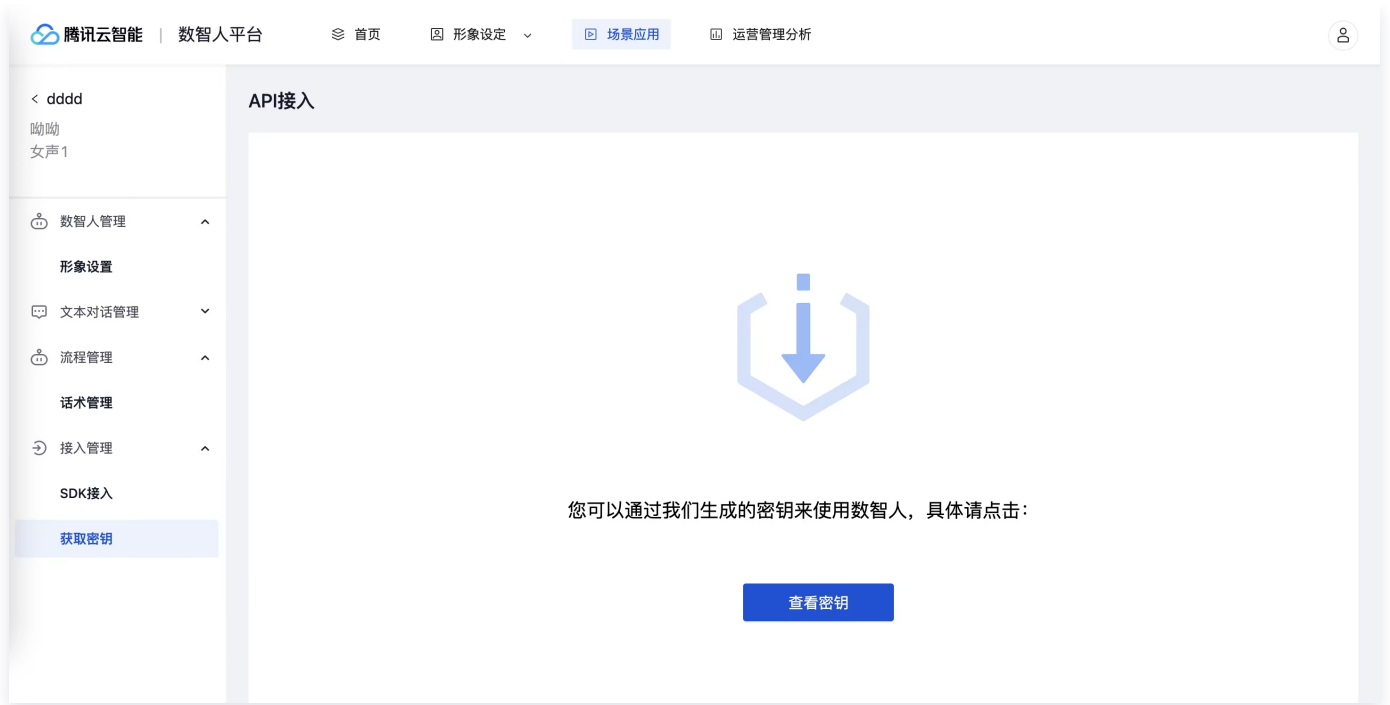 腾讯云智能 | 数智人平台 首页 形象设定 场景应用 运营管理分析
dddd
呦呦
女声1
数智人管理
形象设置
文本对话管理
流程管理
话术管理
接入管理
SDK接入
获取密钥
API接入
您可以通过我们生成的密钥来使用数智人，具体请点击：
查看密钥